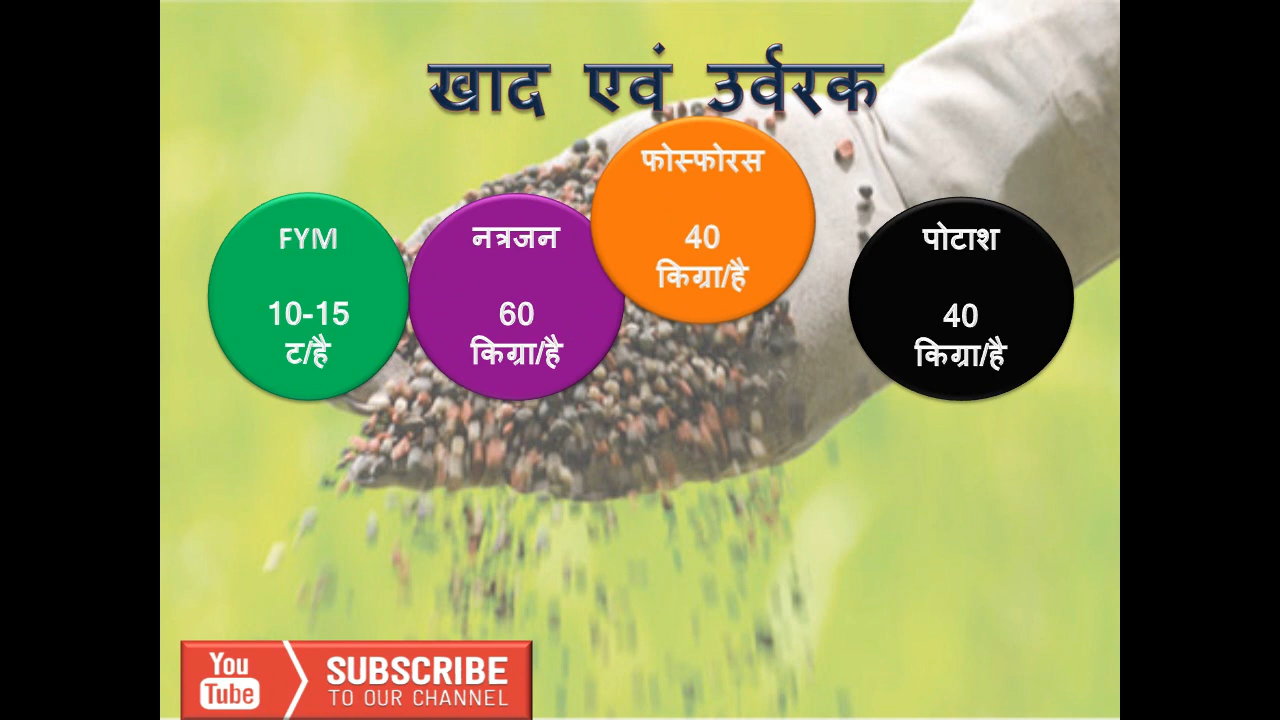 खाद एवं उर्वरक
FYM
10-15
ट/है
नत्रजन
60
किग्रा/है
फोस्फोरस
40
किग्रा/है
पोटाश
40
किग्रा/है
You
Tube
SUBSCRIBE
TO OUR CHANNEL